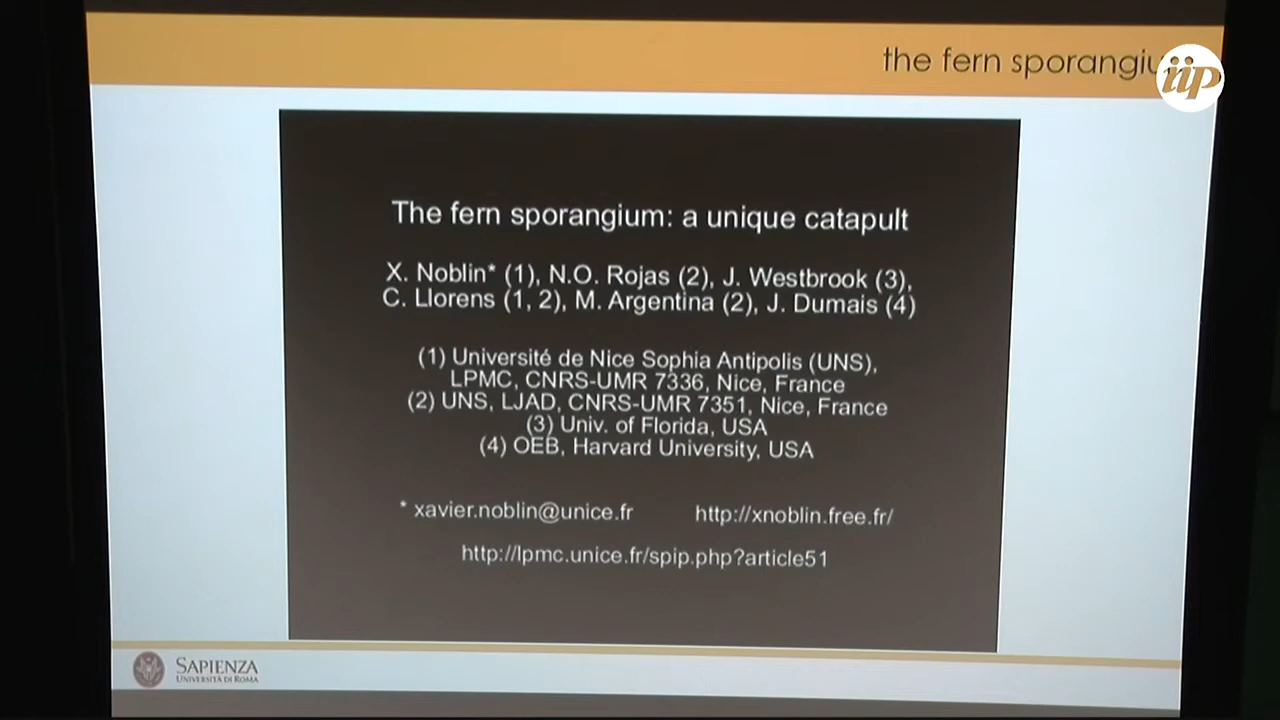 the fern sporangiu
iip
The fern sporangium: a unique catapult
X. Noblin* (1), N.O. Rojas (2), J. Westbrook (3),
C. Llorens (1, 2), M. Argentina (2), J. Dumais (4)
(1) Université de Nice Sophia Antipolis (UNS),
LPMC, CNRS-UMR 7336, Nice, France
(2) UNS, LJAD, CNRS-UMR 7351, Nice, France
(3) Univ. of Florida, USA
(4) OEB, Harvard University, USA
* xavier.noblin@unice.fr http://xnoblin.free.fr/
http://lpmc.unice.fr/spip.php?article51
SAPIENZA
UNIVERSITÀ DI ROMA